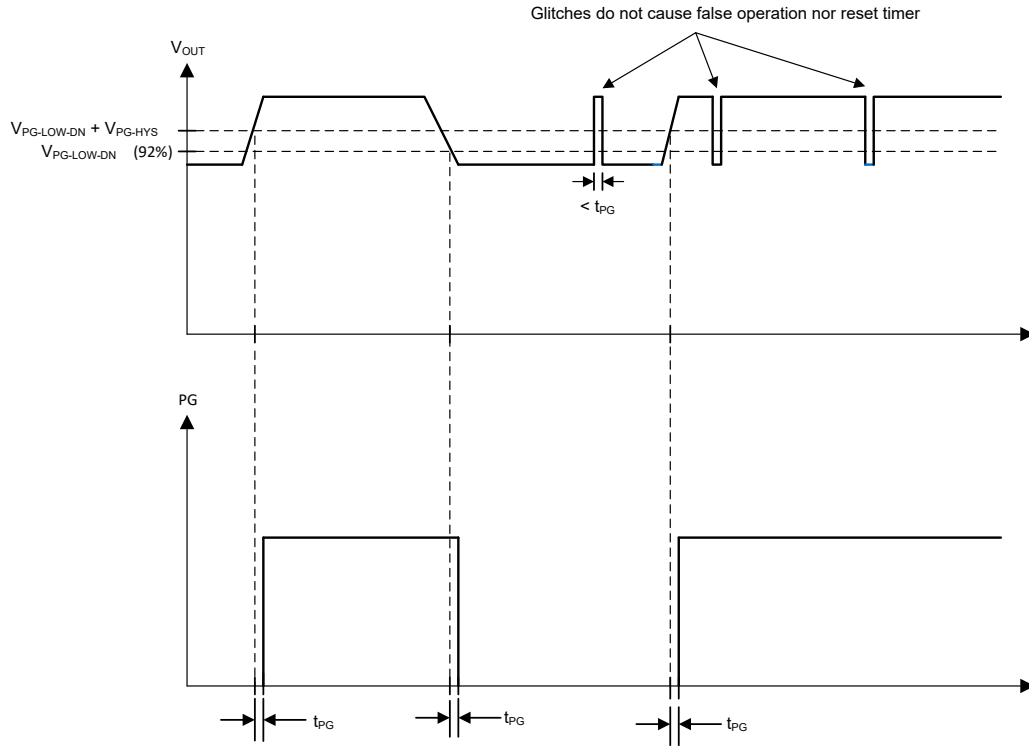 Glitches do not cause false operation nor reset timer
VOUT
VPG-LOW-DN + VPG-HYS
VPG-LOW-DN (92%)
< tPG
PG
tPG
tPG
tPG